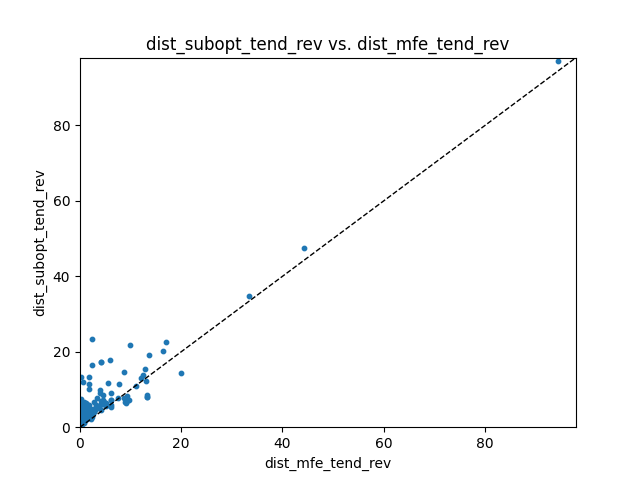 dist_subopt_tend_rev vs. dist_mfe_tend_rev
80
60
40
20
0
dist_subopt_tend_rev
0 20 40 60 80
dist_mfe_tend_rev